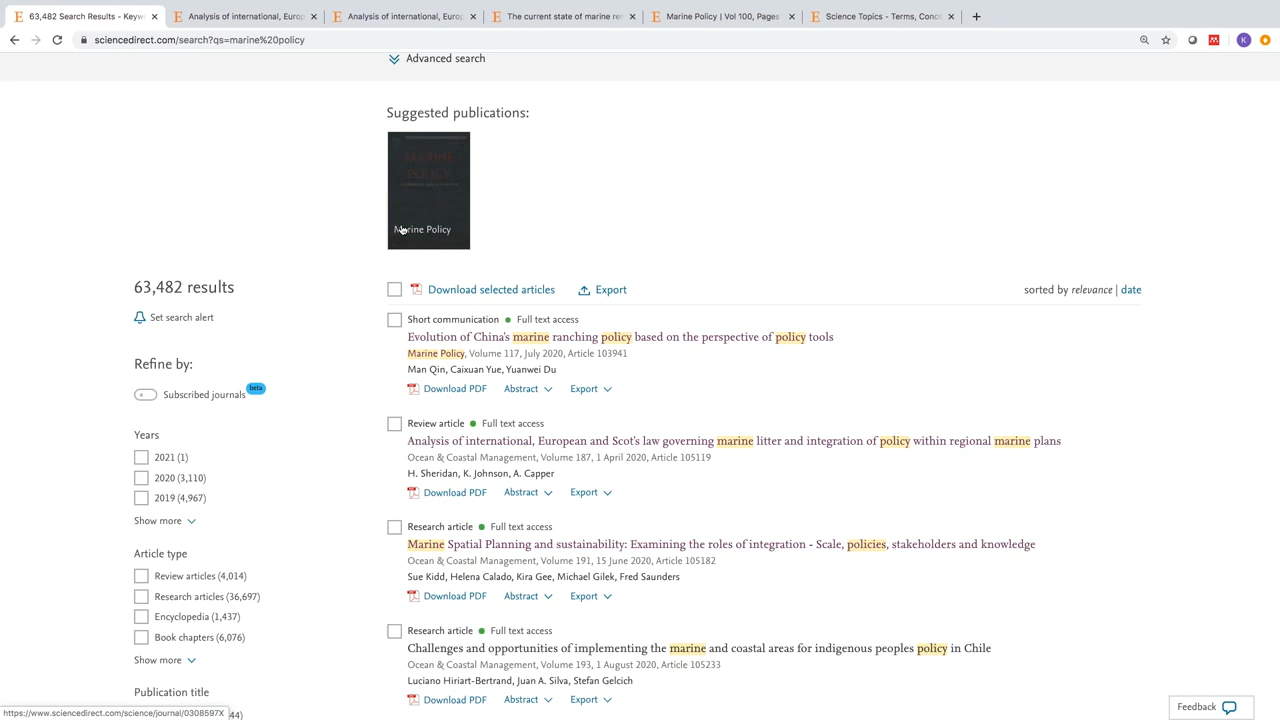 63,482 Search Results - Keyw
Analysis of international, Europ
Analysis of international, Europ
The current state of marine re
Marine Policy | Vol 100, Pages
Science Topics - Terms, Conc
sciencedirect.com/search?qs=marine%20policy
K
Advanced search
Suggested publications:
MARINE
POLICY
Marine Policy
63,482 results
Set search alert
Refine by:
Subscribed journals beta
Years
2021 (1)
2020 (3,110)
2019 (4,967)
Show more
Article type
Review articles (4,014)
Research articles (36,697)
Encyclopedia (1,437)
Book chapters (6,076)
Show more
Publication title
44)
https://www.sciencedirect.com/science/journal/0308597X
Download selected articles Export
sorted by relevance | date
Short communication Full text access
Evolution of China's marine ranching policy based on the perspective of policy tools
Marine Policy, Volume 117, July 2020, Article 103941
Man Qin, Caixuan Yue, Yuanwei Du
Download PDF Abstract Export
Review article Full text access
Analysis of international, European and Scot's law governing marine litter and integration of policy within regional marine plans
Ocean & Coastal Management, Volume 187, 1 April 2020, Article 105119
H. Sheridan, K. Johnson, A. Capper
Download PDF Abstract Export
Research article Full text access
Marine Spatial Planning and sustainability: Examining the roles of integration - Scale, policies, stakeholders and knowledge
Ocean & Coastal Management, Volume 191, 15 June 2020, Article 105182
Sue Kidd, Helena Calado, Kira Gee, Michael Gilek, Fred Saunders
Download PDF Abstract Export
Research article Full text access
Challenges and opportunities of implementing the marine and coastal areas for indigenous peoples policy in Chile
Ocean & Coastal Management, Volume 193, 1 August 2020, Article 105233
Luciano Hiriart-Bertrand, Juan A. Silva, Stefan Gelcich
Download PDF Abstract Export
Feedback